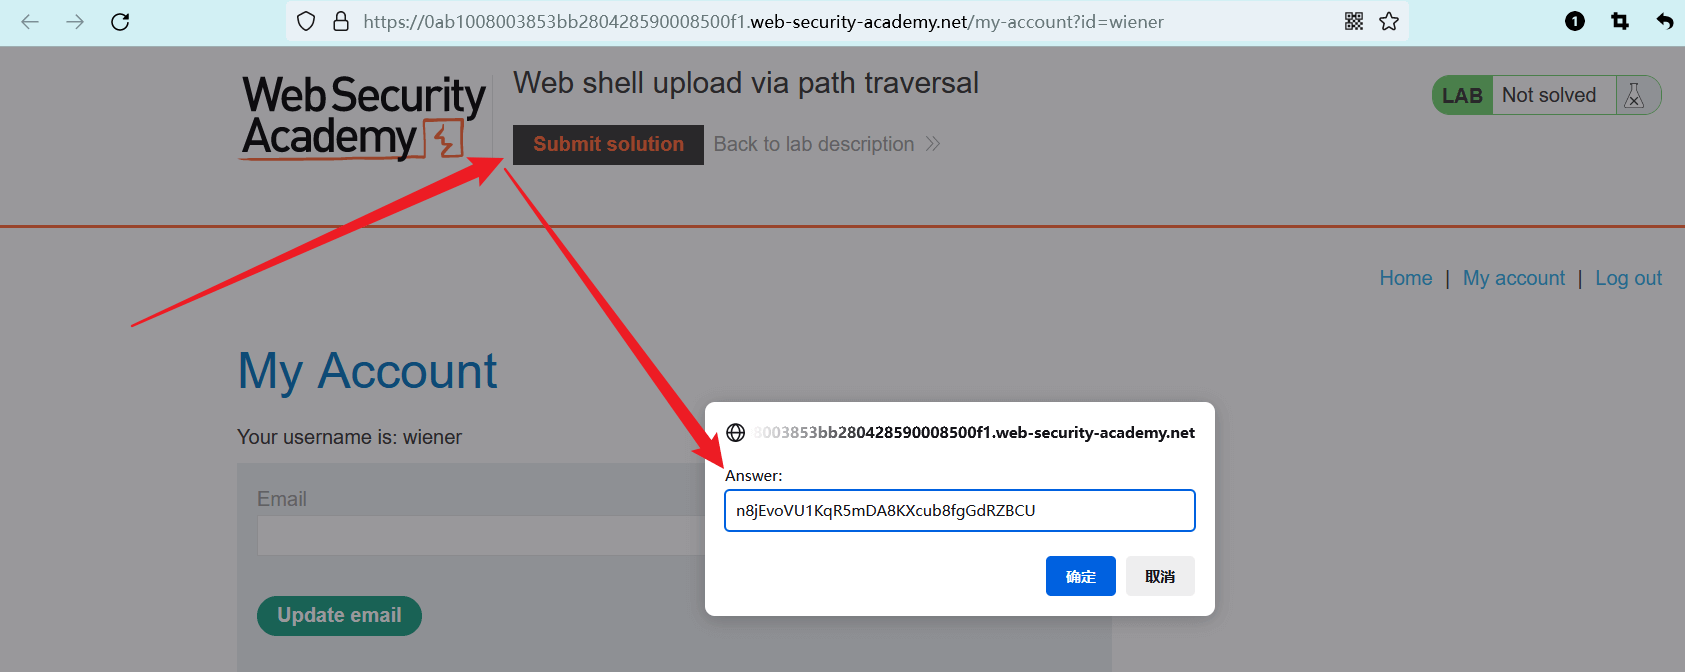 https://0ab1008003853bb280428590008500f1.web-security-academy.net/my-account?id=wiener
1
Web Security
Academy
Web shell upload via path traversal
LAB Not solved
Submit solution
Back to lab description
Home | My account | Log out
My Account
Your username is: wiener
Email
Update email
8003853bb280428590008500f1.web-security-academy.net
Answer:
n8jEvoVU1KqR5mDA8KXcub8fgGdRZBCU
确定
取消